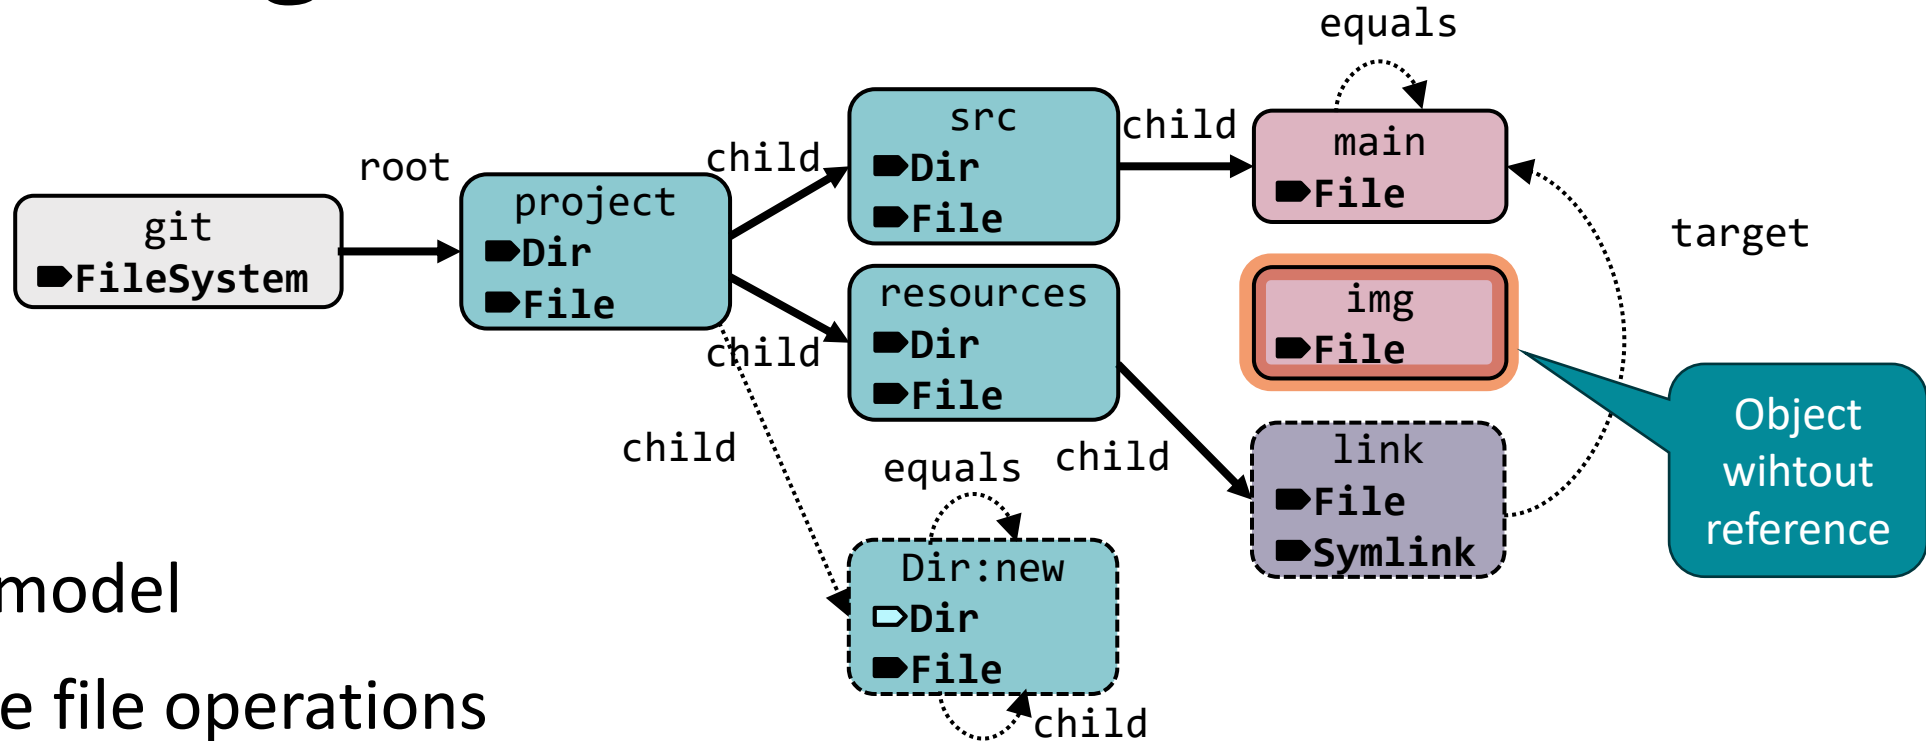 equals
root
child
src
Dir
File
child
main
File
git
FileSystem
project
Dir
File
target
child
resources
Dir
File
img
File
Object
wihtout
reference
child
equals
child
link
File
Symlink
Dir:new
Dir
File
child
model
e file operations